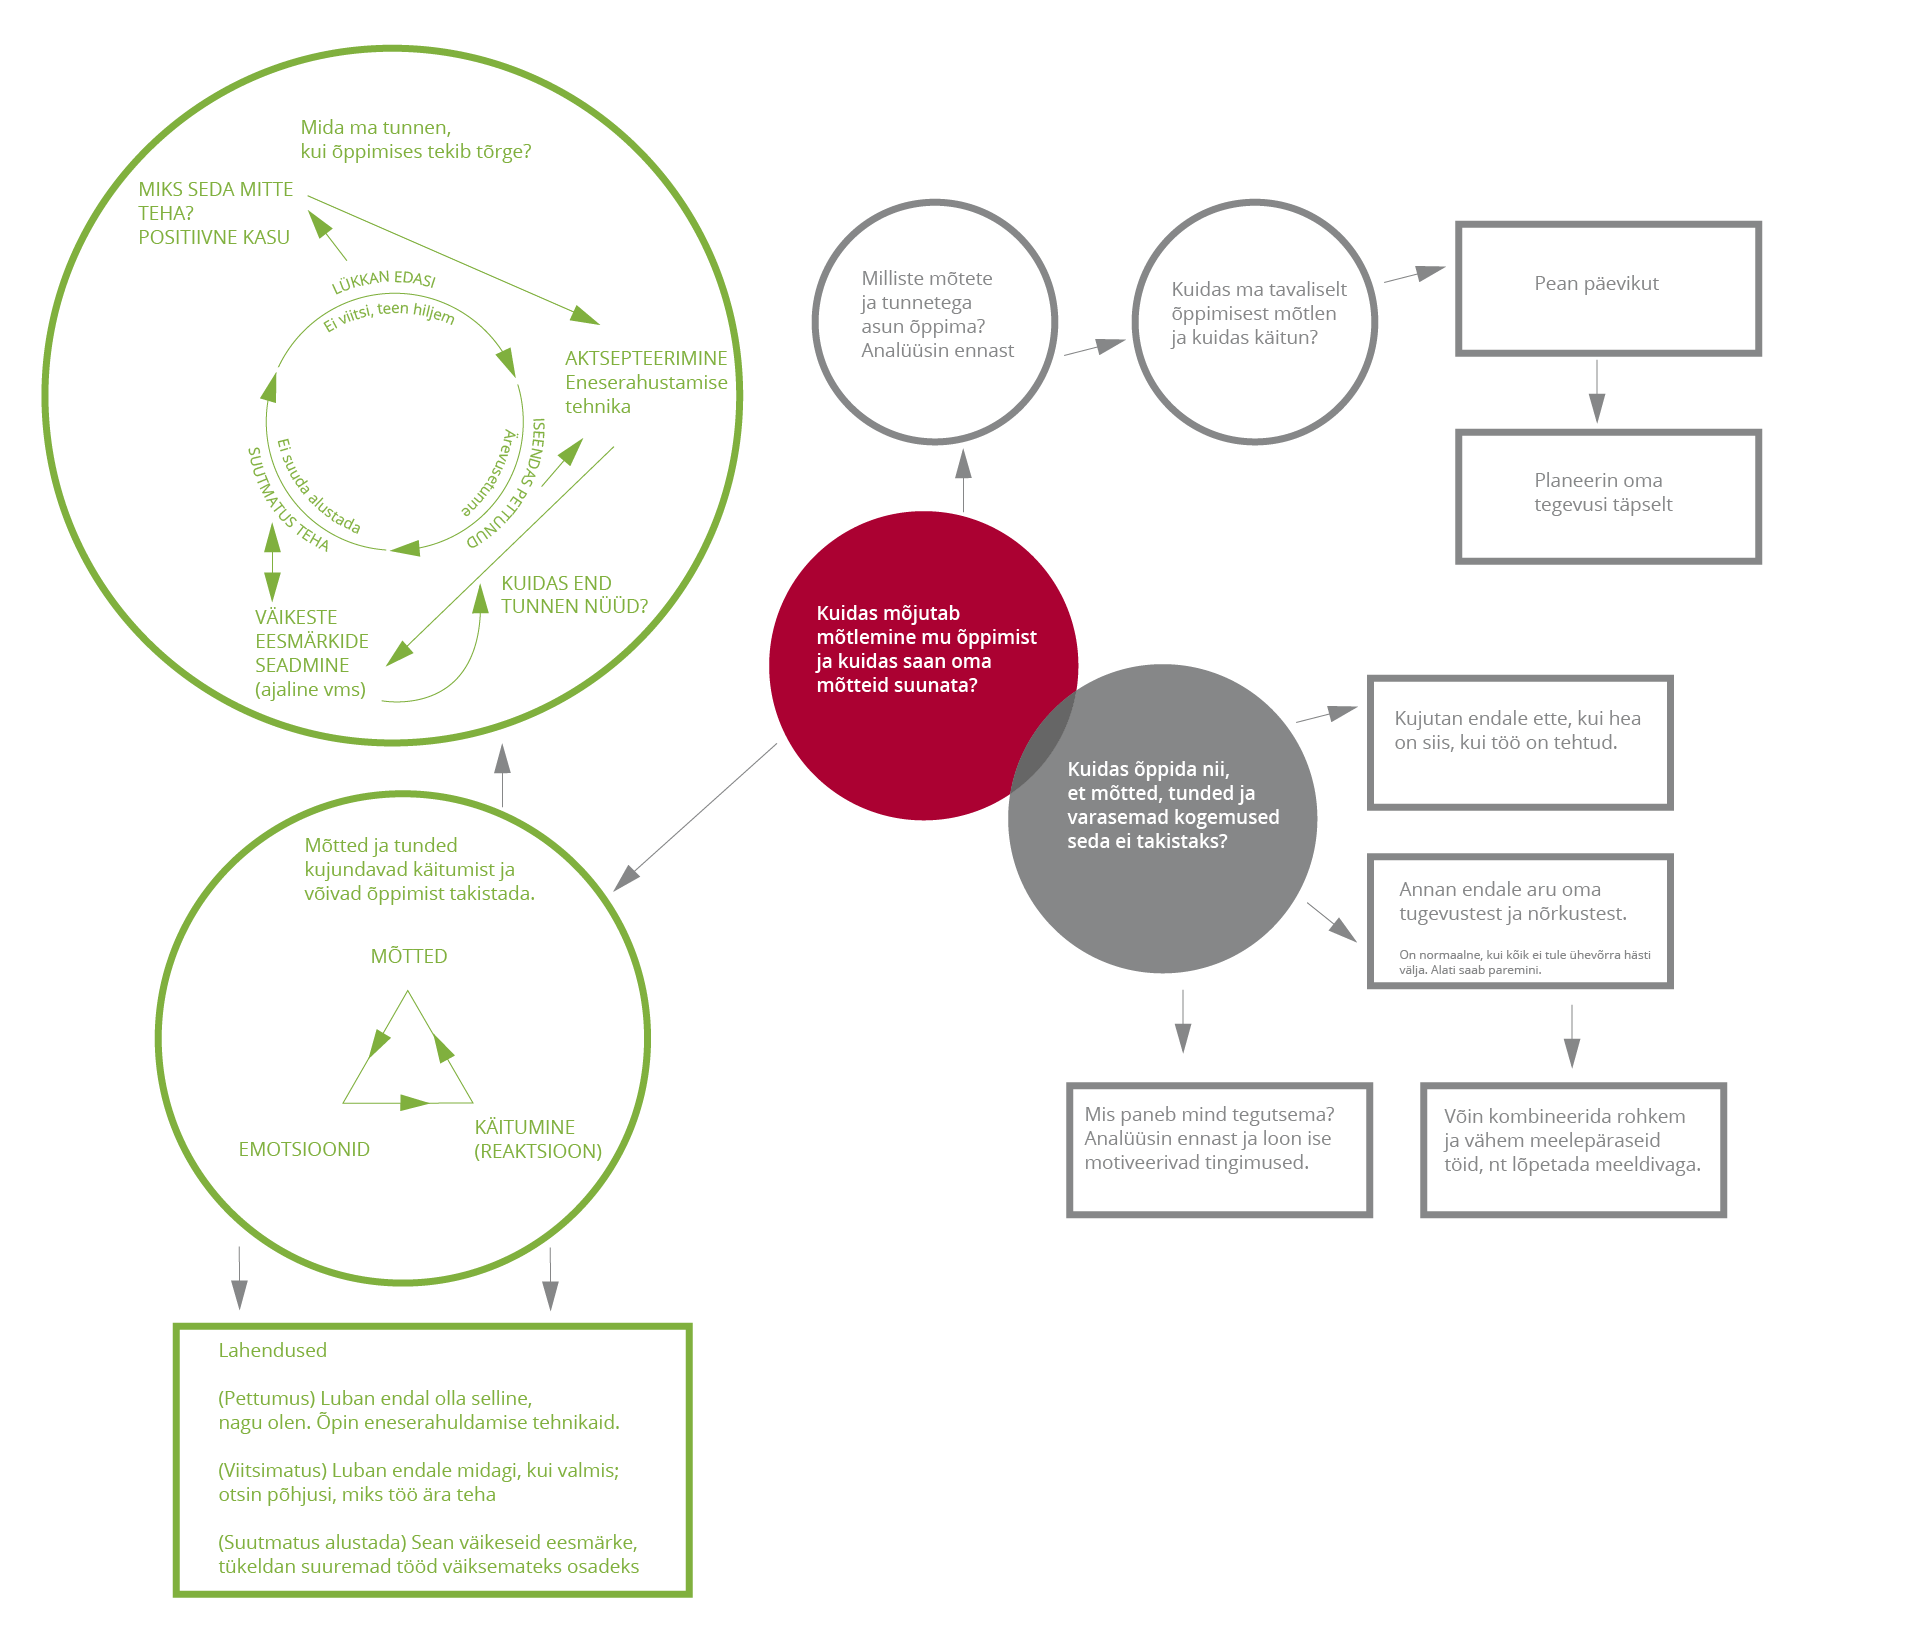 Mida ma tunnen,
kui õppimises tekib tõrge?
MIKS SEDA MITTE
TEHA?
POSITIIVNE KASU
LÜKKAN EDASI
Ei viitsi, teen hiljem
AKTSEPTEERIMINE
Eneserahustamise
tehnika
ISEENDAS PETTUNUD
Ärevusetunne
Ei suuda alustada
SUUTMATUS TEHA
KUIDAS END
TUNNEN NÜÜD?
VÄIKESTE
EESMÄRKIDE
SEADMINE
(ajaline vms)
Milliste mõtete
ja tunnetega
asun õppima?
Analüüsin ennast
Kuidas ma tavaliselt
õppimisest mõtlen
ja kuidas käitun?
Pean päevikut
Planeerin oma
tegevusi täpselt
Kuidas mõjutab
mõtlemine mu õppimist
ja kuidas saan oma
mõtteid suunata?
Kuidas õppida nii,
et mõtted, tunded ja
varasemad kogemused
seda ei takistaks?
Kujutan endale ette, kui hea
on siis, kui töö on tehtud.
Annan endale aru oma
tugevustest ja nõrkustest.
On normaalne, kui kõik ei tule ühevõrra hästi
välja. Alati saab paremini.
Mis paneb mind tegutsema?
Analüüsin ennast ja loon ise
motiveerivad tingimused.
Võin kombineerida rohkem
ja vähem meelepäraseid
töid, nt lõpetada meeldivaga.
Mõtted ja tunded
kujundavad käitumist ja
võivad õppimist takistada.
MÕTTED
EMOTSIOONID
KÄITUMINE
(REAKTSIOON)
Lahendused
(Pettumus) Luban endal olla selline,
nagu olen. Õpin eneserahuldamise tehnikaid.
(Viitsimatus) Luban endale midagi, kui valmis;
otsin põhjusi, miks töö ära teha
(Suutmatus alustada) Sean väikeseid eesmärke,
tükeldan suuremad tööd väiksemateks osadeks